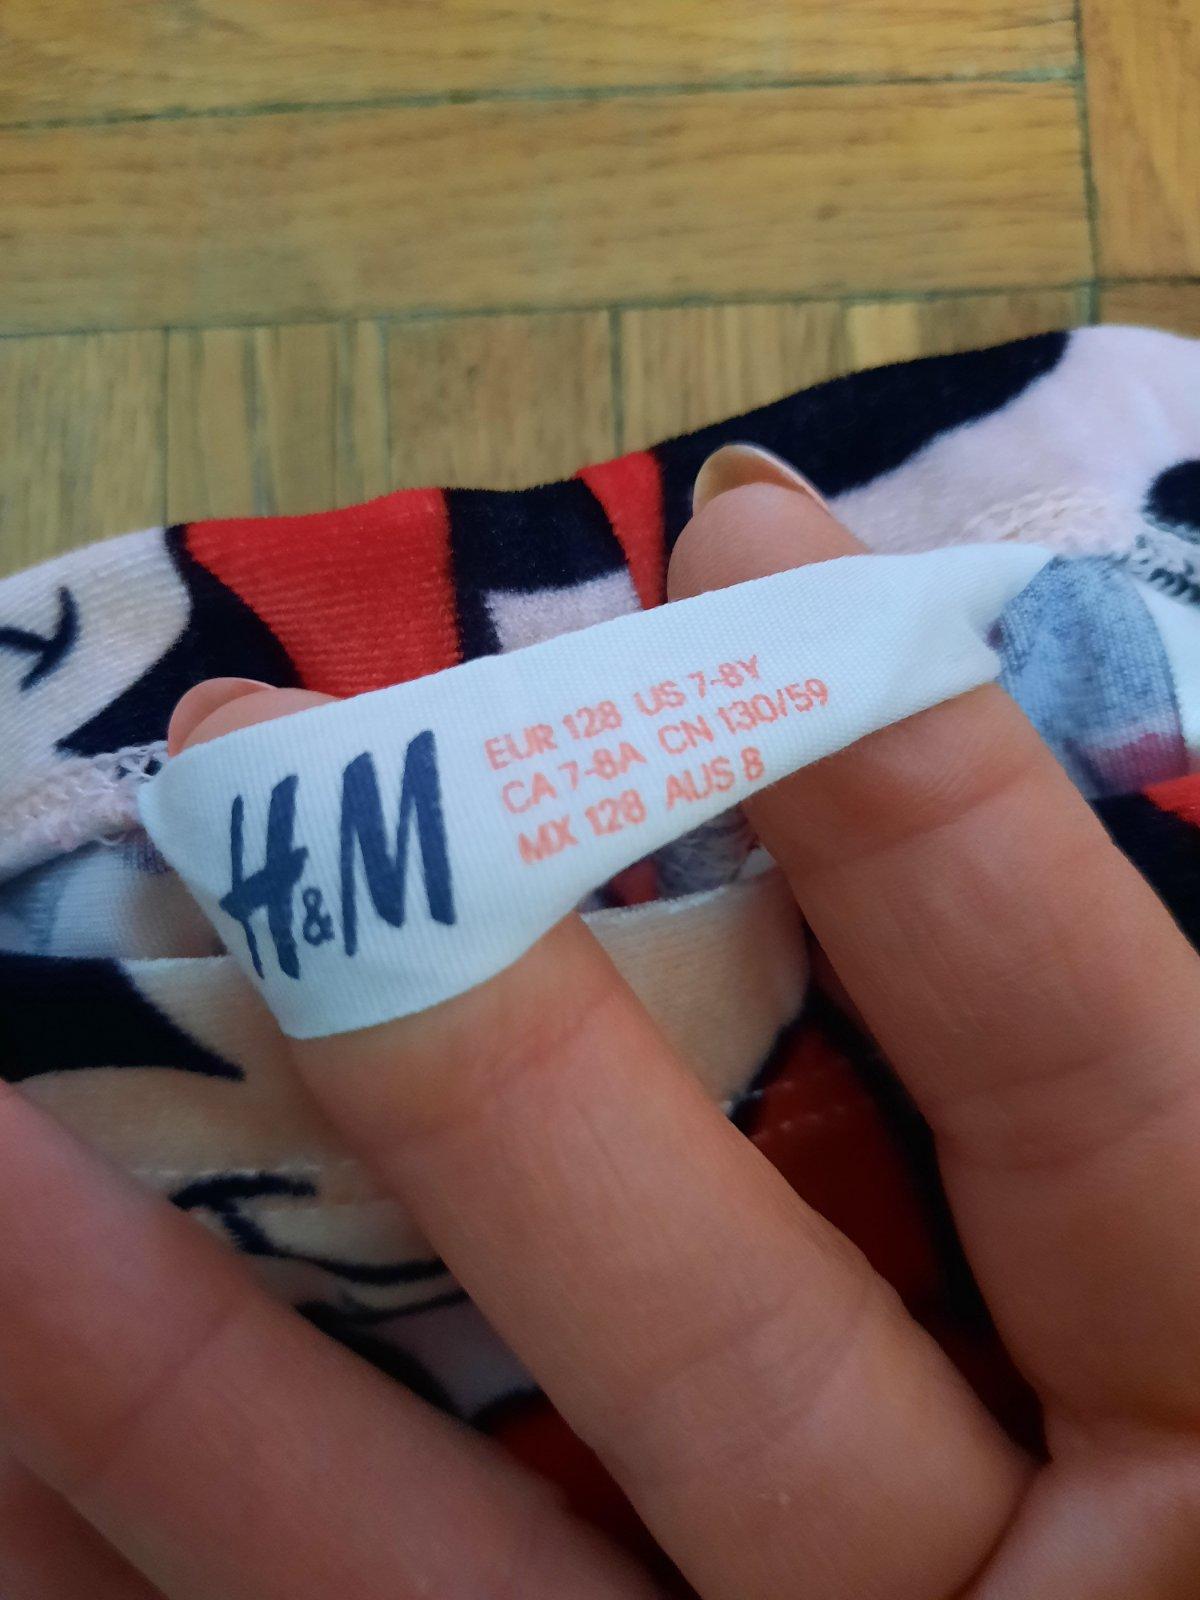 H&M
EUR 128 US 7-8Y
CA 7-8A CN 130/59
MX 128 AUS 8